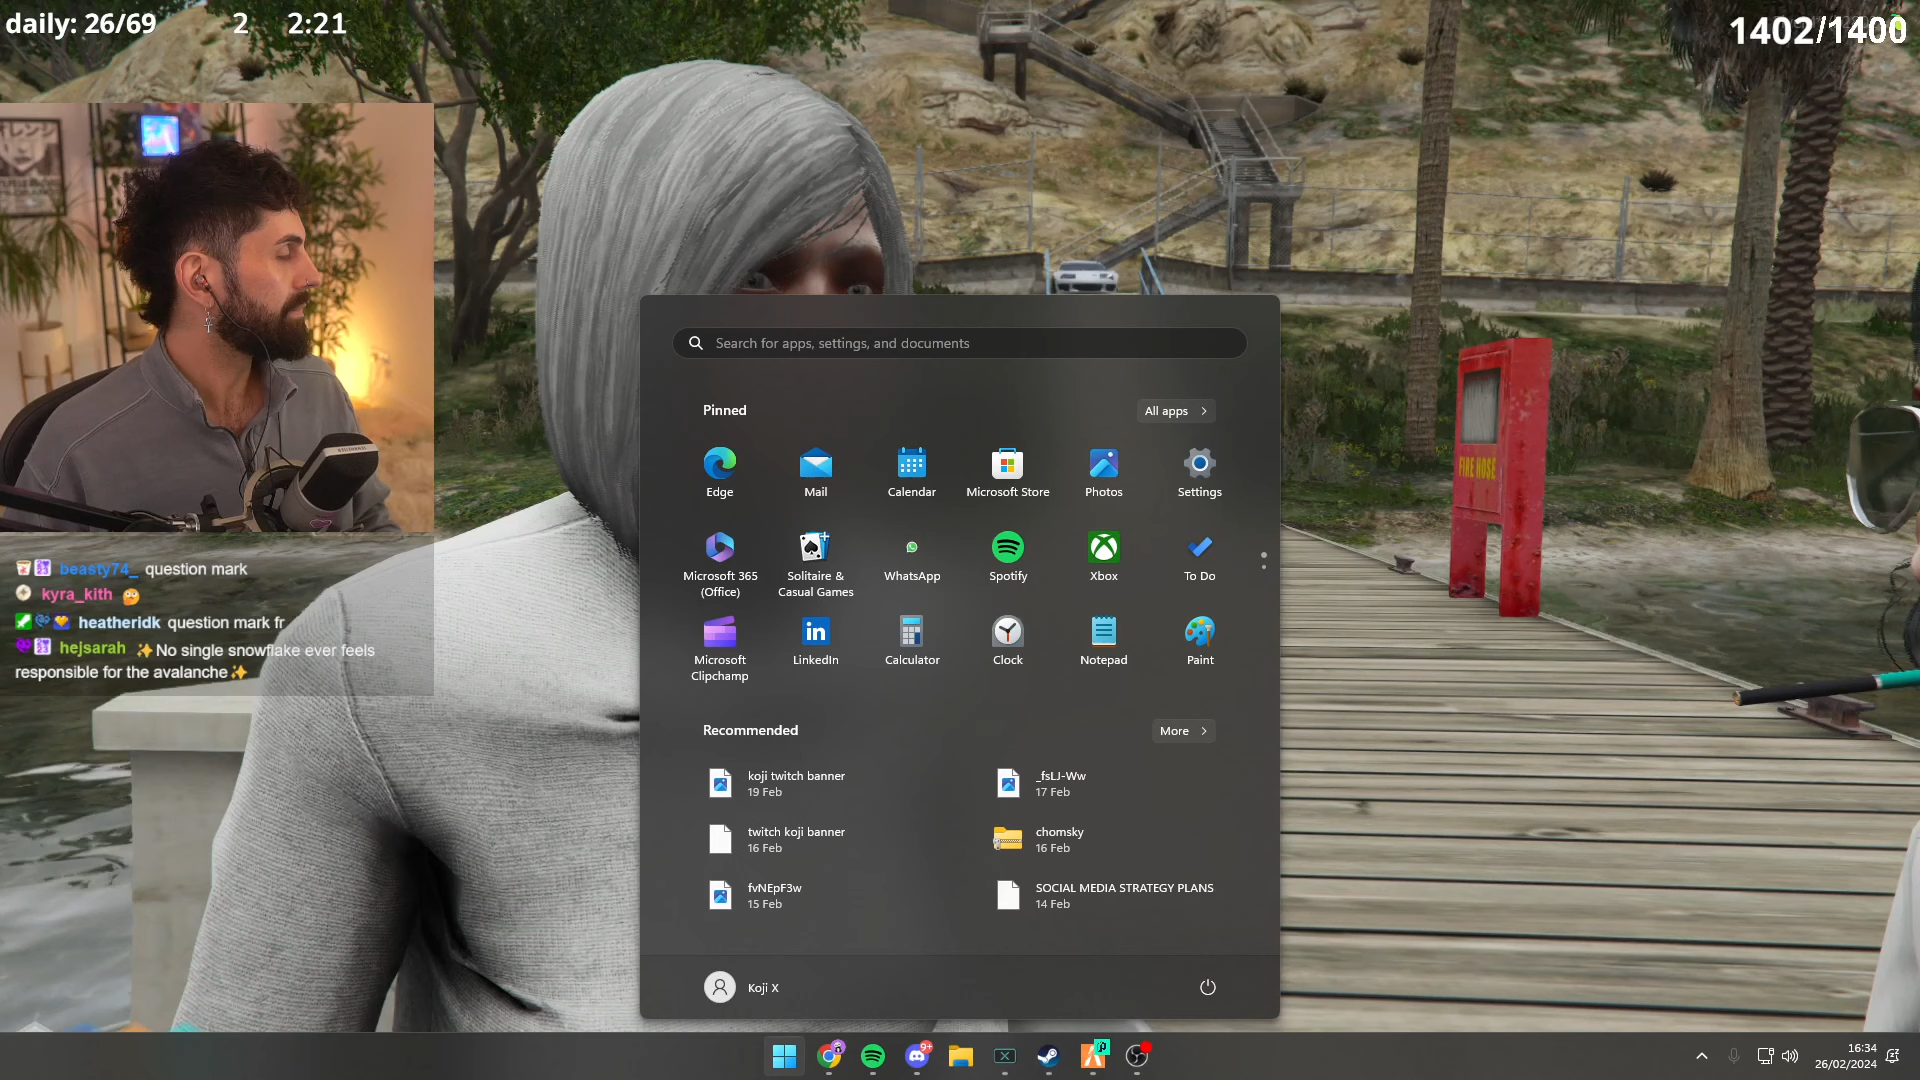 daily: 26/69 2 2:21
1402/1400
beasty74_ question mark
kyra_kith
heatheridk question mark fr
hejsarah ✨No single snowflake ever feels
responsible for the avalanche✨
Search for apps, settings, and documents
Pinned
All apps
Edge
Mail
Calendar
Microsoft Store
Photos
Settings
Microsoft 365
(Office)
Solitaire &
Casual Games
WhatsApp
Spotify
Xbox
To Do
Microsoft
Clipchamp
LinkedIn
Calculator
Clock
Notepad
Paint
Recommended
More
koji twitch banner
19 Feb
_fsLJ-Ww
17 Feb
twitch koji banner
16 Feb
chomsky
16 Feb
fvNEpF3w
15 Feb
SOCIAL MEDIA STRATEGY PLANS
14 Feb
Koji X
FIRE HOSE
9+
16:34
26/02/2024